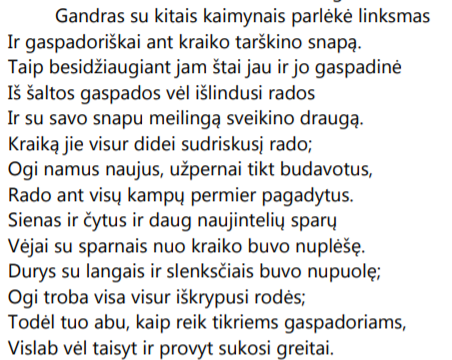 Gandras su kitais kaimynais parlėkė linksmas
Ir gaspadoriškai ant kraiko tarškino snapą.
Taip besidžiaugiant jam štai jau ir jo gaspadinė
Iš šaltos gaspados vėl išlindusi rados
Ir su savo snapu meilingą sveikino draugą.
Kraiką jie visur didei sudriskusį rado;
Ogi namus naujus, užpernai tikt budavotus,
Rado ant visų kampų permier pagadytus.
Sienas ir čytus ir daug naujintelių sparų
Vėjai su sparnais nuo kraiko buvo nuplėšę.
Durys su langais ir slenksčiais buvo nupuolę;
Ogi troba visa visur iškrypusi rodės;
Todėl tuo abu, kaip reik tikriems gaspadoriams,
Vislab vėl taisyt ir provyt sukosi greitai.